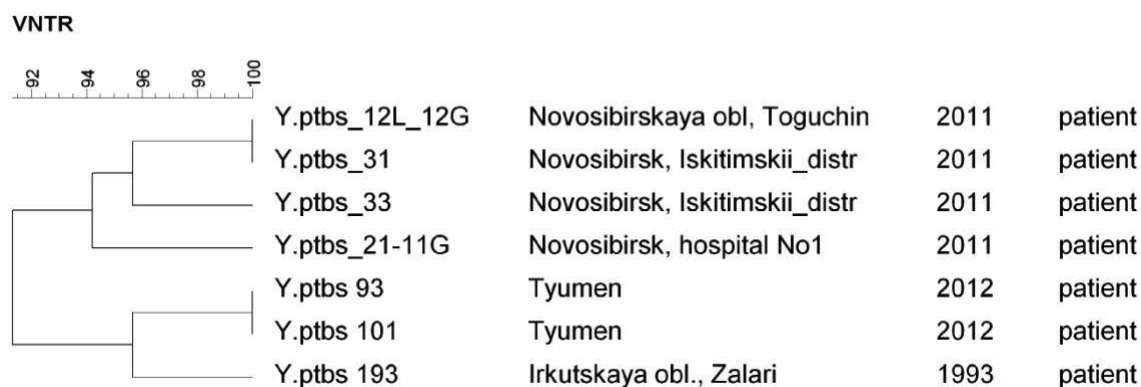 VNTR
92 94 96 98 100
Y.ptbs_12L_12G Novosibirskaya obl, Toguchin 2011 patient
Y.ptbs_31 Novosibirsk, Iskitimskii_distr 2011 patient
Y.ptbs_33 Novosibirsk, Iskitimskii_distr 2011 patient
Y.ptbs_21-11G Novosibirsk, hospital No1 2011 patient
Y.ptbs 93 Tyumen 2012 patient
Y.ptbs 101 Tyumen 2012 patient
Y.ptbs 193 Irkutskaya obl., Zalari 1993 patient